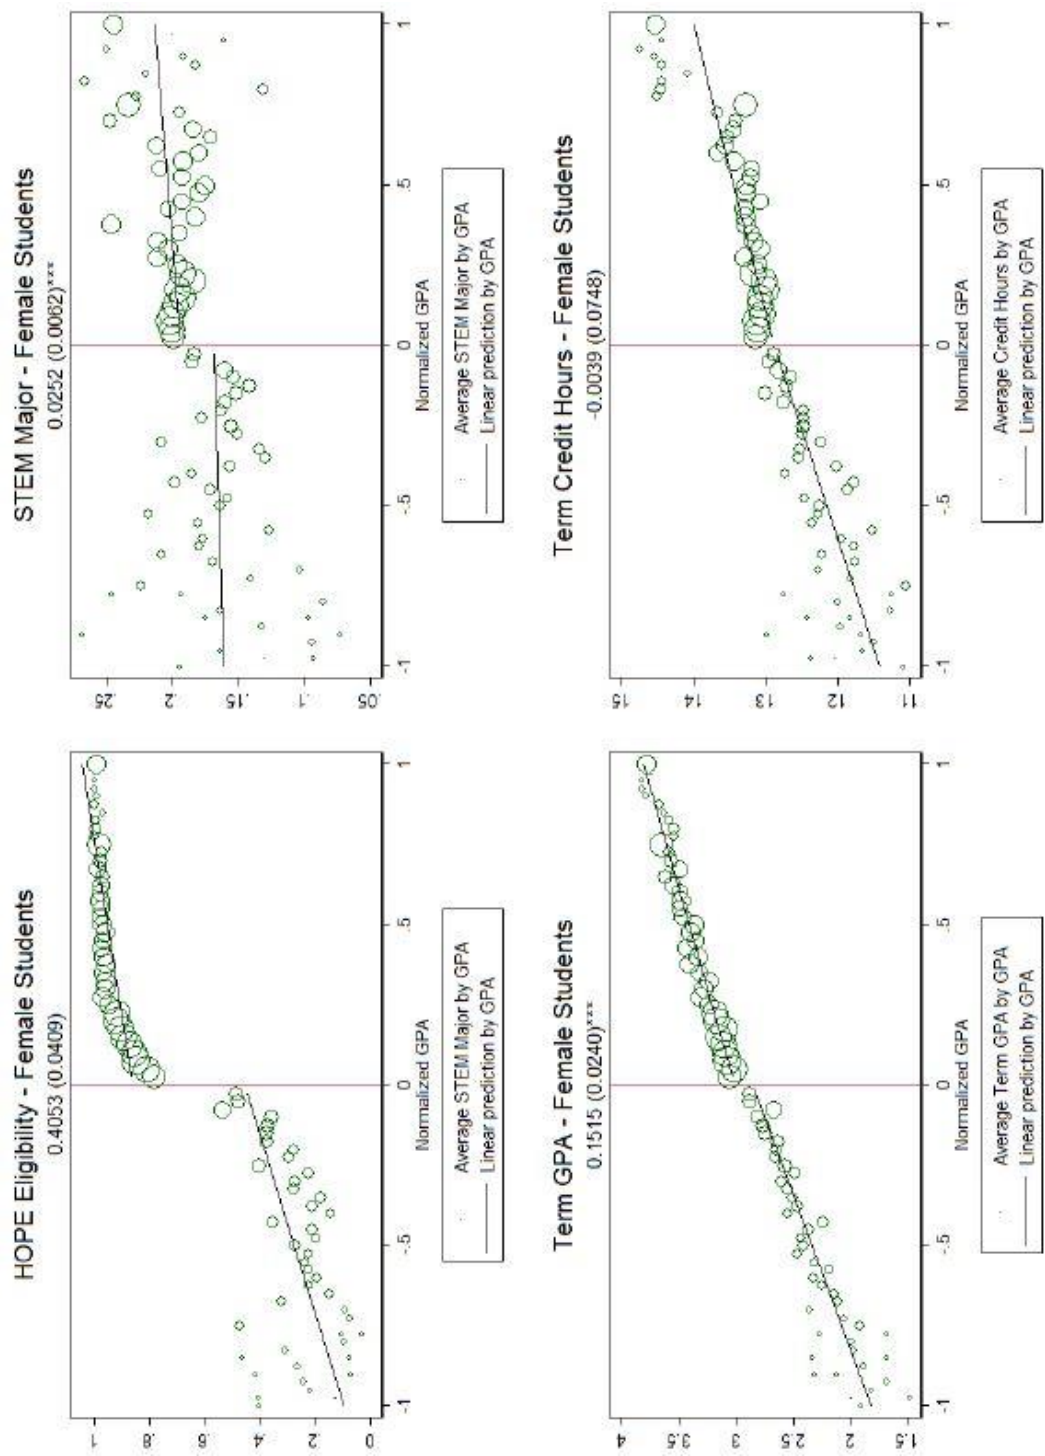 HOPE Eligibility - Female Students
0.4053 (0.0409)
1
.8
.6
.4
.2
0
-1
-.5
0
.5
1
Normalized GPA
Average STEM Major by GPA
Linear prediction by GPA
STEM Major - Female Students
0.0252 (0.0062)***
.25
.2
.15
.1
.05
-1
-.5
0
.5
1
Normalized GPA
Average STEM Major by GPA
Linear prediction by GPA
Term GPA - Female Students
0.1515 (0.0240)***
4
3.5
3
2.5
2
1.5
-1
-.5
0
.5
1
Normalized GPA
Average Term GPA by GPA
Linear prediction by GPA
Term Credit Hours - Female Students
-0.0039 (0.0748)
15
14
13
12
11
-1
-.5
0
.5
1
Normalized GPA
Average Credit Hours by GPA
Linear prediction by GPA